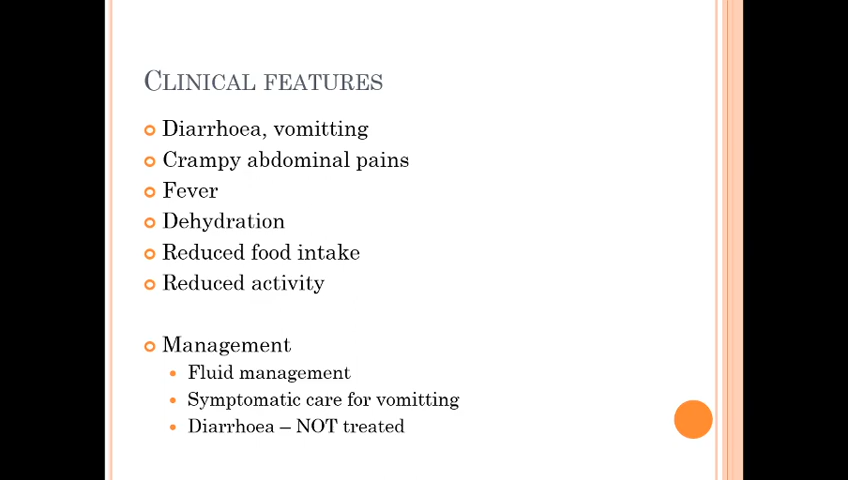 CLINICAL FEATURES
Diarrhoea, vomitting
Crampy abdominal pains
Fever
Dehydration
Reduced food intake
Reduced activity
Management
Fluid management
Symptomatic care for vomitting
Diarrhoea – NOT treated